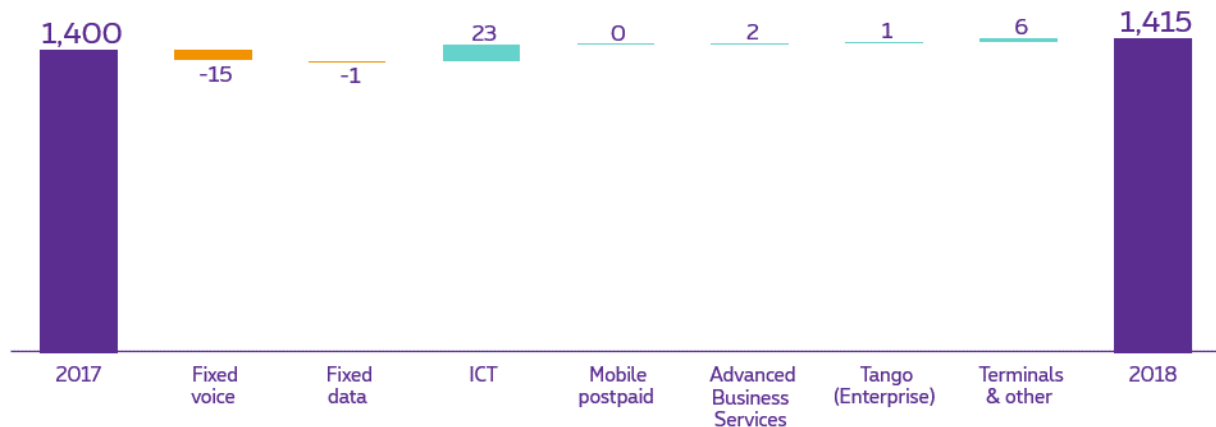 1,400
-15
-1
23
0
2
1
6
1,415
2017
Fixed
voice
Fixed
data
ICT
Mobile
postpaid
Advanced
Business
Services
Tango
(Enterprise)
Terminals
& other
2018